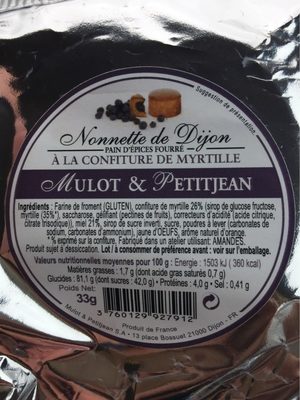 Suggestion de présentation
Nonnette de Dijon
PAIN D'EPICES FOURRÉ
À LA CONFITURE DE MYRTILLE
MULOT & PETITJEAN
Ingrédients : Farine de froment (GLUTEN), confiture de myrtille 26% (sirop de glucose fructose,
myrtille (35%*), saccharose, gélifiant (pectines de fruits), correcteurs d'acidité (acide citrique,
citrate trisodique)), miel 21%, sirop de sucre inverti, sucre, poudres à lever (carbonates de
sodium, carbonates d'ammonium), jaune d'OEUFS, arôme naturel d'orange.
* % exprimé sur la confiture. Fabriqué dans un atelier utilisant: AMANDES.
Produit sujet à dessiccation. Lot / à consommer de préférence avant : voir sur l'emballage.
Valeurs nutritionnelles moyennes pour 100 g : Energie : 1503 kJ ( 360 kcal)
Matières grasses : 1,7 g (dont acide gras saturés 0,7 g)
Glucides : 81,1 g (dont sucres : 42,0 g) • Protéines : 4,0 g • Sel : 0,41 g
Poids Net :
33g
3 760129 927912
Produit de France
Mulot & Petitjean S.A • 13 place Bossuet 21000 Dijon - FR